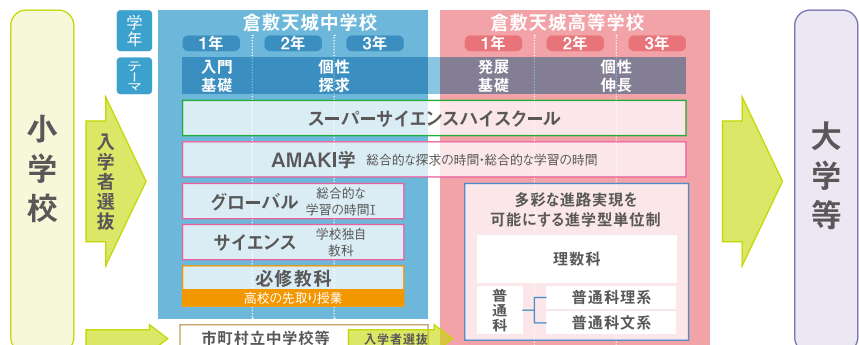 学年
倉敷天城中学校
倉敷天城高等学校
1年
2年
3年
1年
2年
3年
テーマ
入門
基礎
個性
探求
発展
基礎
個性
伸長
小学校
入学者選抜
スーパーサイエンスハイスクール
AMAKI学 総合的な探求の時間・総合的な学習の時間
グローバル
総合的な
学習の時間I
サイエンス
学校独自
教科
必修教科
高校の先取り授業
多彩な進路実現を
可能にする進学型単位制
理数科
普通科
普通科理系
普通科文系
市町村立中学校等
入学者選抜
大学等